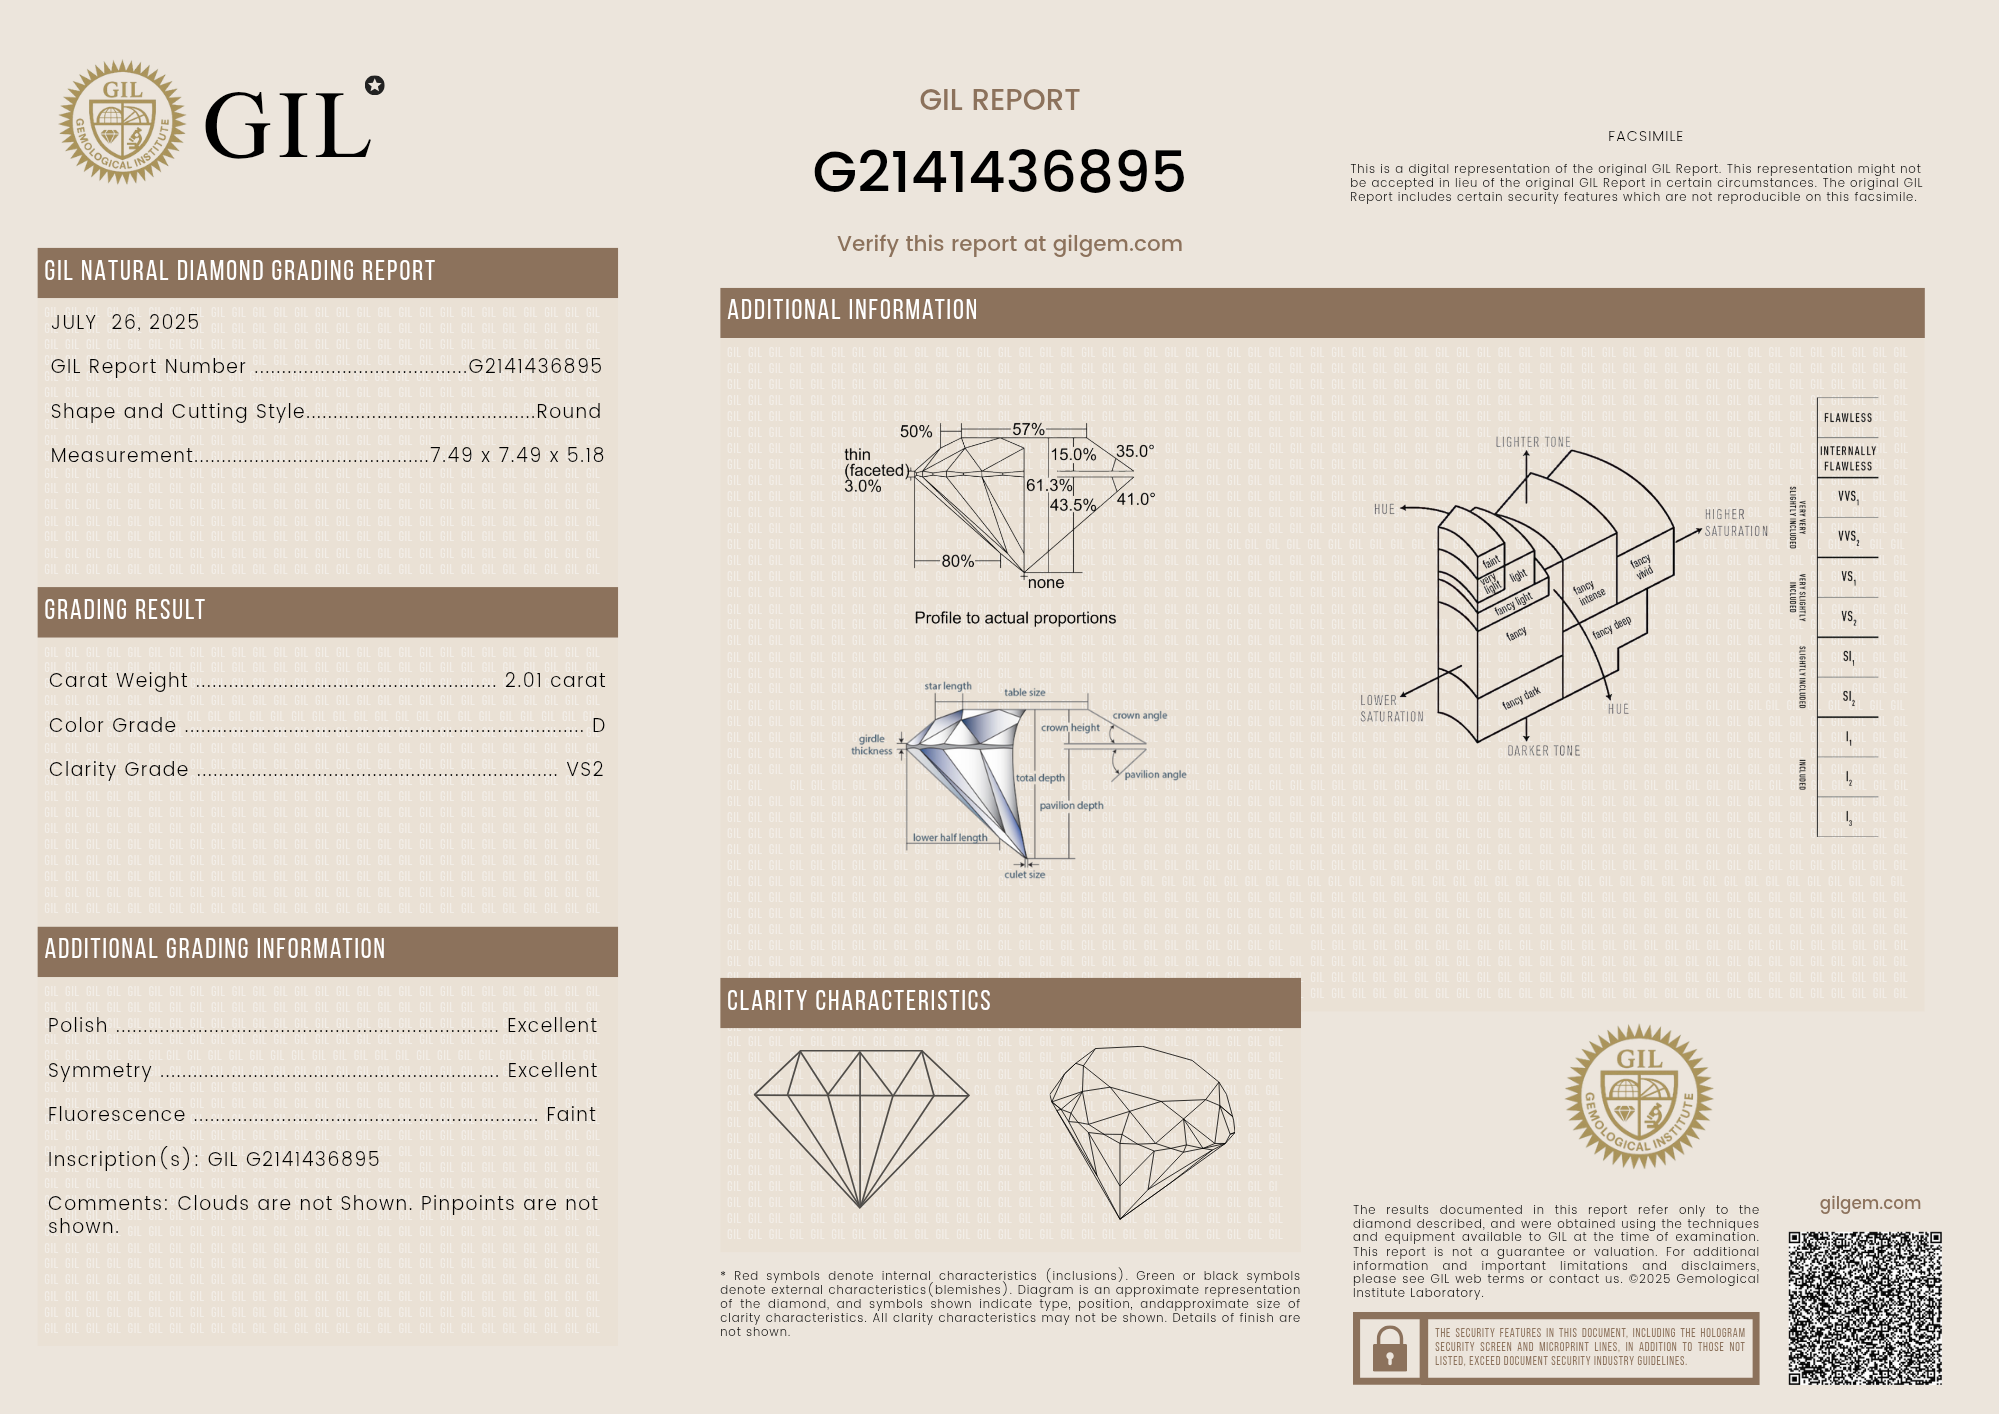 GIL
GEMOLOGICAL INSTITUTE
GIL
GIL REPORT
G2141436895
Verify this report at gilgem.com
FACSIMILE
This is a digital representation of the original GIL Report. This representation might not
be accepted in lieu of the original GIL Report in certain circumstances. The original GIL
Report includes certain security features which are not reproducible on this facsimile.
GIL NATURAL DIAMOND GRADING REPORT
JULY  26, 2025
GIL Report Number .......................................G2141436895
Shape and Cutting Style..........................................Round
Measurement...........................................7.49 x 7.49 x 5.18
GRADING RESULT
Carat Weight ....................................................... 2.01 carat
Color Grade ......................................................................... D
Clarity Grade .................................................................. VS2
ADDITIONAL GRADING INFORMATION
Polish ...................................................................... Excellent
Symmetry .............................................................. Excellent
Fluorescence ............................................................... Faint
Inscription(s): GIL G2141436895
Comments: Clouds are not Shown. Pinpoints are not
shown.
ADDITIONAL INFORMATION
50%
57%
thin
(faceted)
3.0%
15.0%
35.0°
61.3%
43.5%
41.0°
80%
none
Profile to actual proportions
star length
table size
crown angle
crown height
girdle
thickness
total depth
pavilion angle
pavilion depth
lower half length
culet size
LIGHTER TONE
HUE
HIGHER
SATURATION
faint
very
light
light
fancy light
fancy
fancy
intense
fancy
vivid
fancy deep
fancy dark
LOWER
SATURATION
HUE
DARKER TONE
FLAWLESS
INTERNALLY
FLAWLESS
VERY VERY
SLIGHTLY INCLUDED
VVS1
VVS2
VERY SLIGHTLY
INCLUDED
VS1
VS2
SLIGHTLY INCLUDED
SI1
SI2
INCLUDED
I1
I2
I3
CLARITY CHARACTERISTICS
* Red symbols denote internal characteristics (inclusions). Green or black symbols
denote external characteristics(blemishes). Diagram is an approximate representation
of the diamond, and symbols shown indicate type, position, andapproximate size of
clarity characteristics. All clarity characteristics may not be shown. Details of finish are
not shown.
GIL
GEMOLOGICAL INSTITUTE
The results documented in this report refer only to the
diamond described, and were obtained using the techniques
and equipment available to GIL at the time of examination.
This report is not a guarantee or valuation. For additional
information and important limitations and disclaimers,
please see GIL web terms or contact us. ©2025 Gemological
Institute Laboratory.
gilgem.com
THE SECURITY FEATURES IN THIS DOCUMENT, INCLUDING THE HOLOGRAM
SECURITY SCREEN AND MICROPRINT LINES, IN ADDITION TO THOSE NOT
LISTED, EXCEED DOCUMENT SECURITY INDUSTRY GUIDELINES.